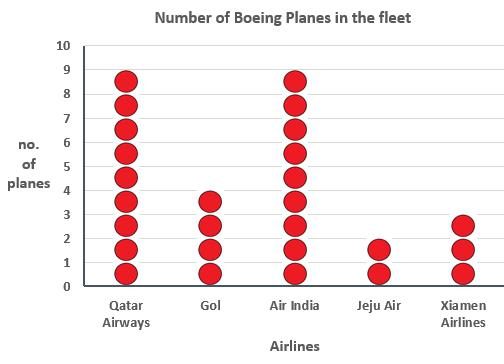 Number of Boeing Planes in the fleet
10
9
8
7
6
5
4
3
2
1
0
no.
of
planes
Qatar
Airways
Gol
Air India
Jeju Air
Xiamen
Airlines
Airlines